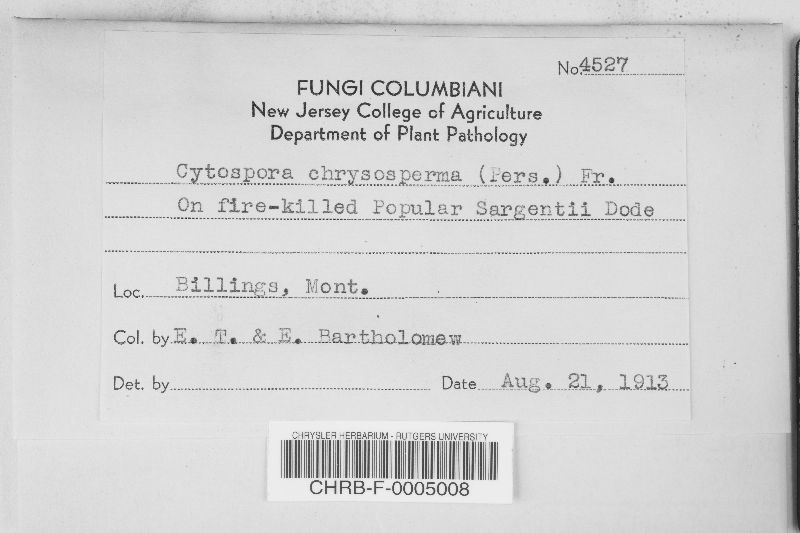 No. 4527
FUNGI COLUMBIANI
New Jersey College of Agriculture
Department of Plant Pathology
Cytospora chrysosperma (Pers.) Fr.
On fire-killed Popular Sargentii Dode
Loc. Billings, Mont.
Col. by E. T. & E. Bartholomew
Det. by Date Aug. 21, 1913
CHRYSLER HERBARIUM - RUTGERS UNIVERSITY
CHRB-F-0005008